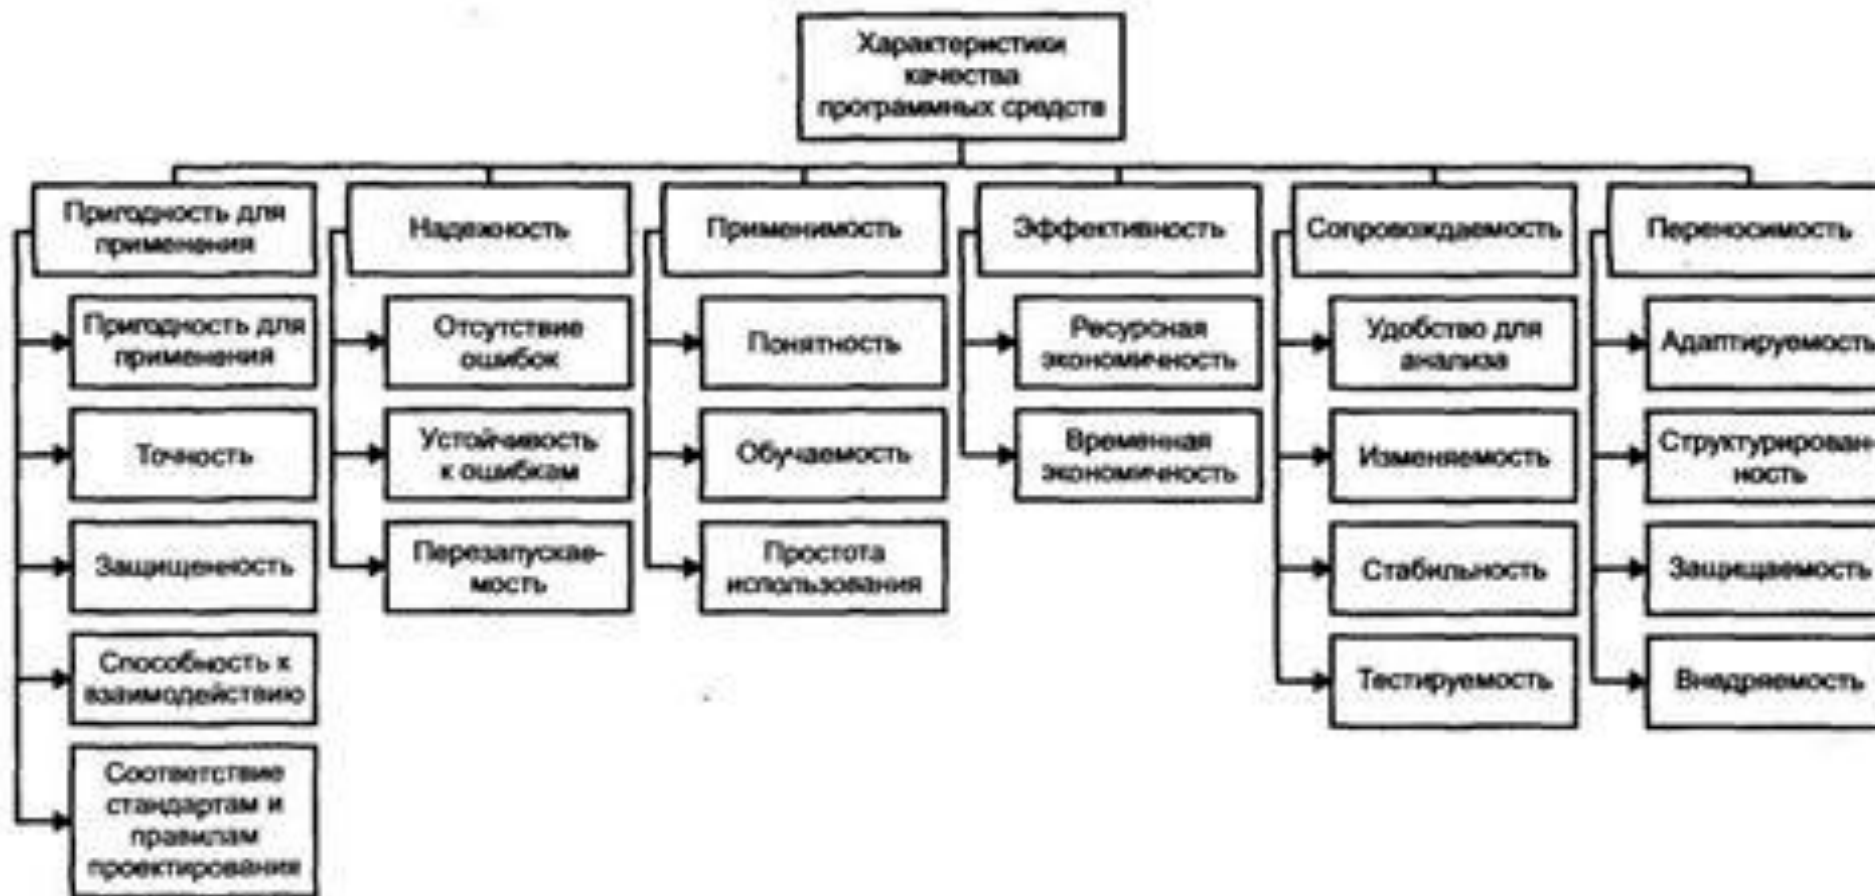 Характеристики
качества
программных средств
Пригодность для
применения
Надежность
Применимость
Эффективность
Сопровождаемость
Переносимость
Пригодность для
применения
Точность
Защищенность
Способность к
взаимодействию
Соответствие
стандартам и
правилам
проектирования
Отсутствие
ошибок
Устойчивость
к ошибкам
Перезапускае-
мость
Понятность
Обучаемость
Простота
использования
Ресурсная
экономичность
Временная
экономичность
Удобство для
анализа
Изменяемость
Стабильность
Тестируемость
Адаптируемость
Структурирован-
ность
Защищаемость
Внедряемость